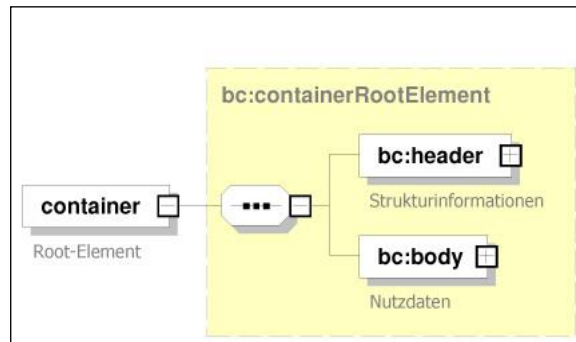 bc:containerRootElement
bc:header
Strukturinformationen
container
Root-Element
bc:body
Nutzdaten